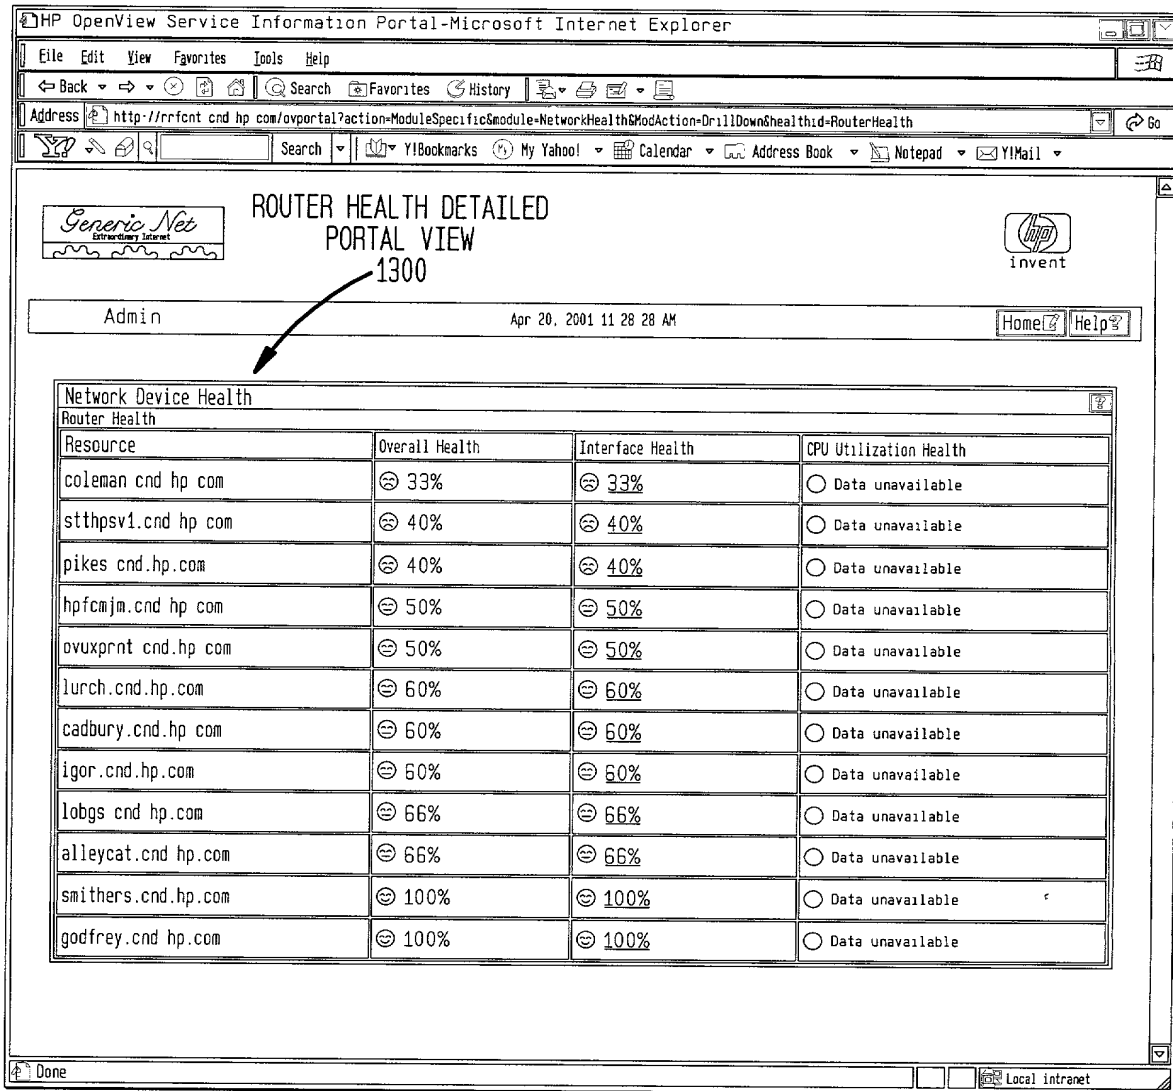 HP OpenView Service Information Portal-Microsoft Internet Explorer
File Edit View Favorites Tools Help
Back Search Favorites History
Address http·//rrfcnt cnd hp com/ovportal?action=ModuleSpecific&module=NetworkHealth&ModAction=DrillDown&healthid=RouterHealth Go
Y? Search Y!Bookmarks My Yahoo! Calendar Address Book Notepad Y!Mail
Generic Net
Extraordinary Internet
ROUTER HEALTH DETAILED
PORTAL VIEW
1300
hp
invent
Admin Apr 20, 2001 11 28 28 AM Home Help?
Network Device Health ?
Router Health
Resource Overall Health Interface Health CPU Utilization Health
coleman cnd hp com 33% 33% Data unavailable
stthpsv1.cnd hp com 40% 40% Data unavailable
pikes cnd.hp.com 40% 40% Data unavailable
hpfcmjm.cnd hp com 50% 50% Data unavailable
ovuxprnt cnd.hp com 50% 50% Data unavailable
lurch.cnd.hp.com 60% 60% Data unavailable
cadbury.cnd.hp com 60% 60% Data unavailable
igor.cnd.hp.com 60% 60% Data unavailable
lobgs cnd hp.com 66% 66% Data unavailable
alleycat.cnd hp.com 66% 66% Data unavailable
smithers.cnd.hp.com 100% 100% Data unavailable
godfrey.cnd hp.com 100% 100% Data unavailable
Done Local intranet